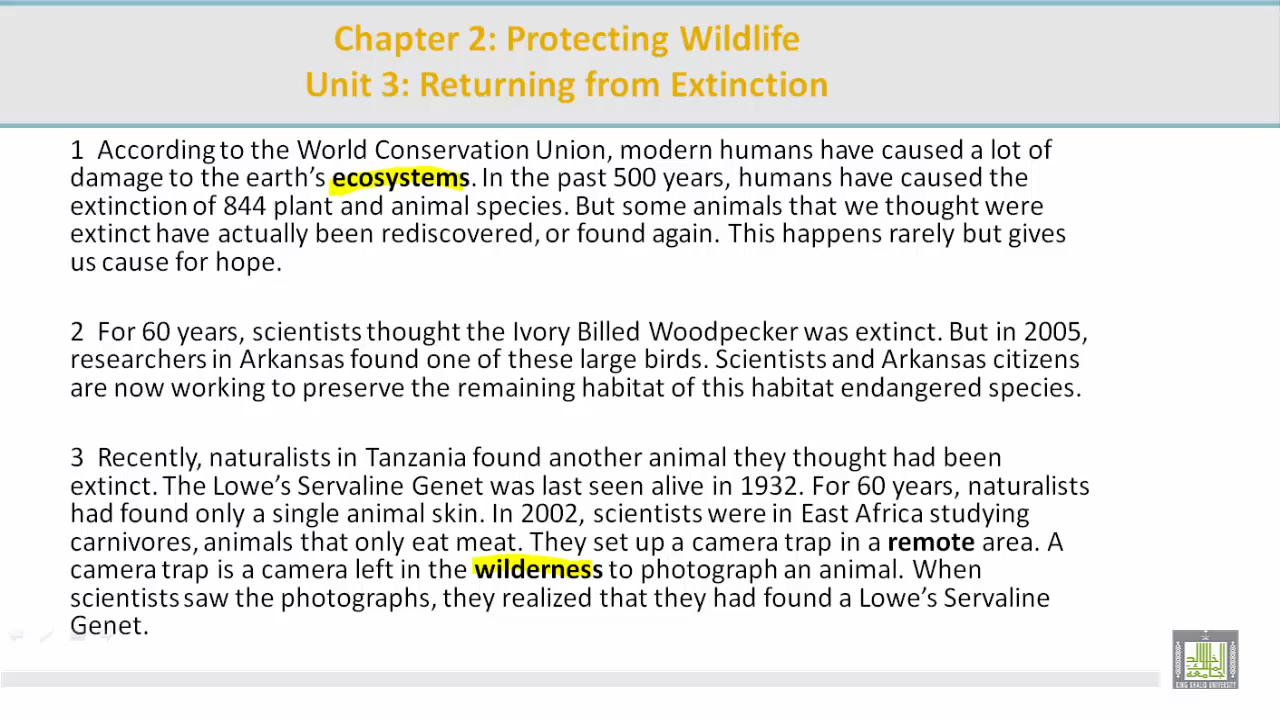 Chapter 2: Protecting Wildlife
Unit 3: Returning from Extinction
1 According to the World Conservation Union, modern humans have caused a lot of
damage to the earth's ecosystems. In the past 500 years, humans have caused the
extinction of 844 plant and animal species. But some animals that we thought were
extinct have actually been rediscovered, or found again. This happens rarely but gives
us cause for hope.
2 For 60 years, scientists thought the Ivory Billed Woodpecker was extinct. But in 2005,
researchers in Arkansas found one of these large birds. Scientists and Arkansas citizens
are now working to preserve the remaining habitat of this habitat endangered species.
3 Recently, naturalists in Tanzania found another animal they thought had been
extinct. The Lowe's Servaline Genet was last seen alive in 1932. For 60 years, naturalists
had found only a single animal skin. In 2002, scientists were in East Africa studying
carnivores, animals that only eat meat. They set up a camera trap in a remote area. A
camera trap is a camera left in the wilderness to photograph an animal. When
scientists saw the photographs, they realized that they had found a Lowe's Servaline
Genet.
جامعة الملك خالد
KING KHALID UNIVERSITY